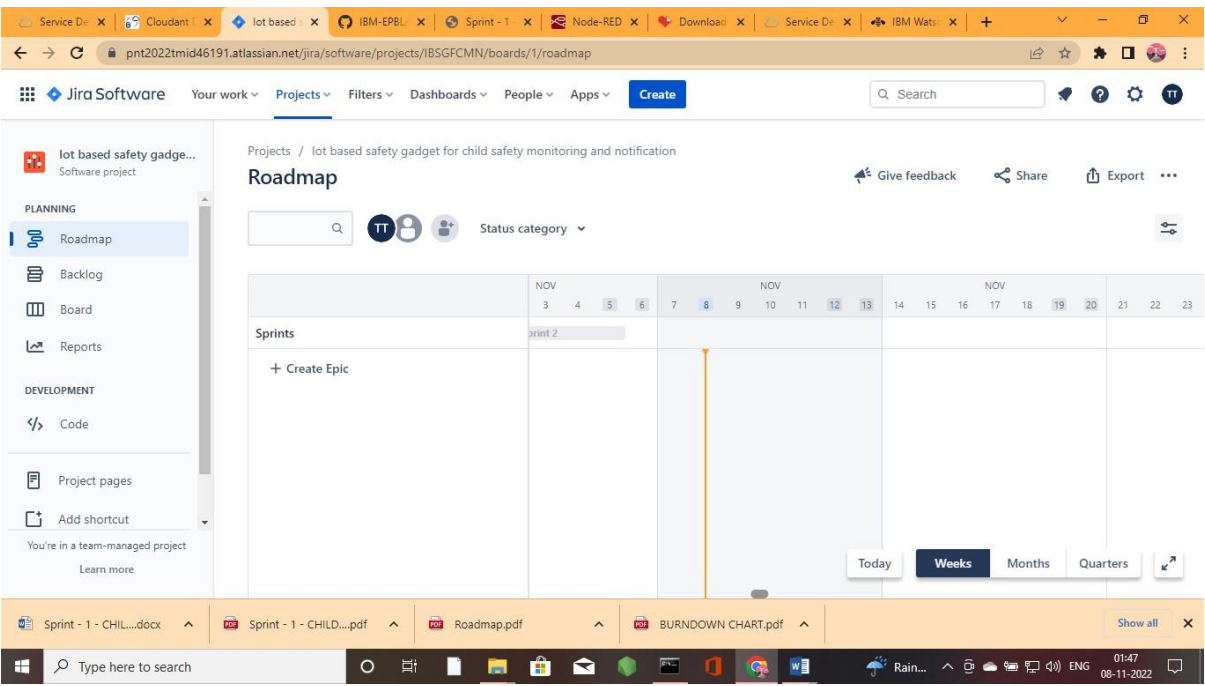 Service De
Cloudant
Iot based s
IBM-EPBL/
Sprint - 1 -
Node-RED
Download
Service De
IBM Watso
pnt2022tmid46191.atlassian.net/jira/software/projects/IBSGFCMN/boards/1/roadmap
Jira Software Your work Projects Filters Dashboards People Apps Create Search TT
Iot based safety gadge...
Software project
Projects / Iot based safety gadget for child safety monitoring and notification
Roadmap
Give feedback Share Export
PLANNING
Roadmap
Backlog
Board
Reports
DEVELOPMENT
Code
Project pages
Add shortcut
You're in a team-managed project
Learn more
TT Status category
NOV NOV NOV
3 4 5 6 7 8 9 10 11 12 13 14 15 16 17 18 19 20 21 22 23
Sprints
print 2
+ Create Epic
Today Weeks Months Quarters
Sprint - 1 - CHIL....docx Sprint - 1 - CHILD....pdf Roadmap.pdf BURNDOWN CHART.pdf Show all
Type here to search Rain... ENG 01:47
08-11-2022